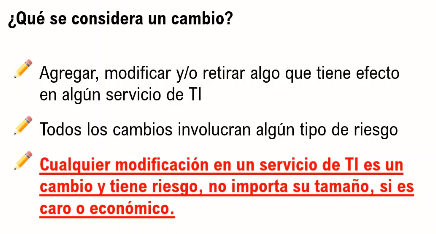 ¿Qué se considera un cambio?
Agregar, modificar y/o retirar algo que tiene efecto
en algún servicio de TI
Todos los cambios involucran algún tipo de riesgo
Cualquier modificación en un servicio de TI es un
cambio y tiene riesgo, no importa su tamaño, si es
caro o económico.